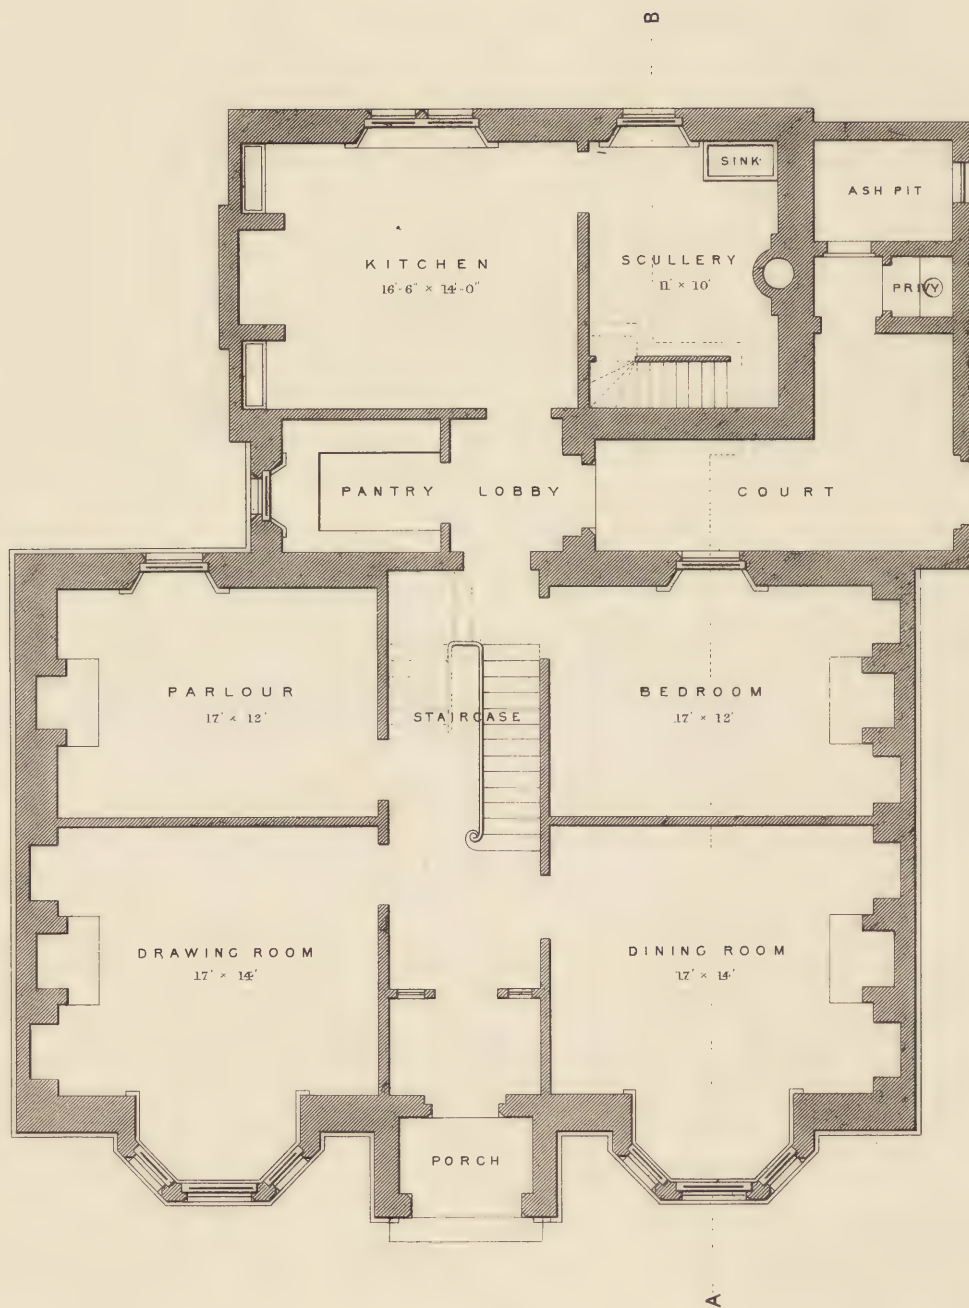 B
SINK
ASH PIT
KITCHEN
16'-6" × 14'-0"
SCULLERY
11' × 10'
PRIVY
PANTRY
LOBBY
COURT
PARLOUR
17' × 12'
STAIRCASE
BEDROOM
17' × 12'
DRAWING ROOM
17' × 14'
DINING ROOM
17' × 14'
PORCH
A